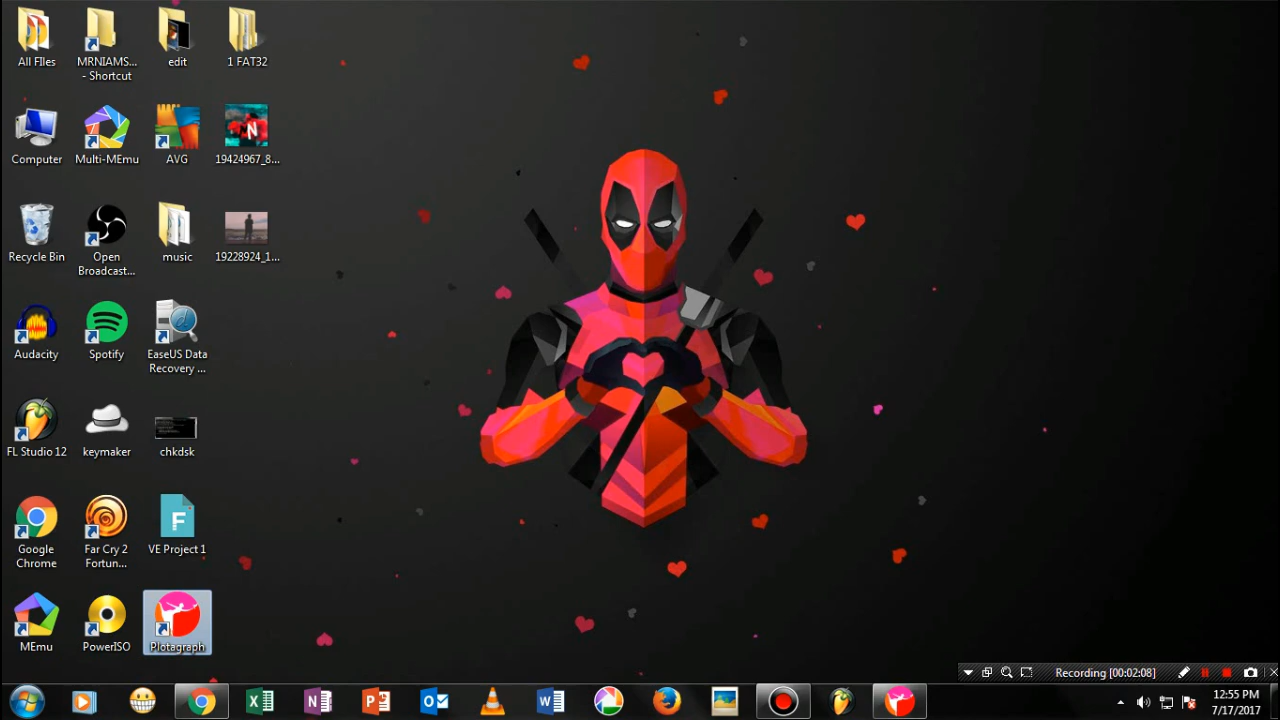 All FIles
MRNIAMS...
- Shortcut
edit
1 FAT32
Computer
Multi-MEmu
AVG
N
19424967_8...
Recycle Bin
Open
Broadcast...
music
19228924_1...
Audacity
Spotify
EaseUS Data
Recovery ...
FL Studio 12
keymaker
chkdsk
Google
Chrome
Far Cry 2
Fortun...
F
VE Project 1
MEmu
PowerISO
Plotagraph
Recording [00:02:08]
12:55 PM
7/17/2017